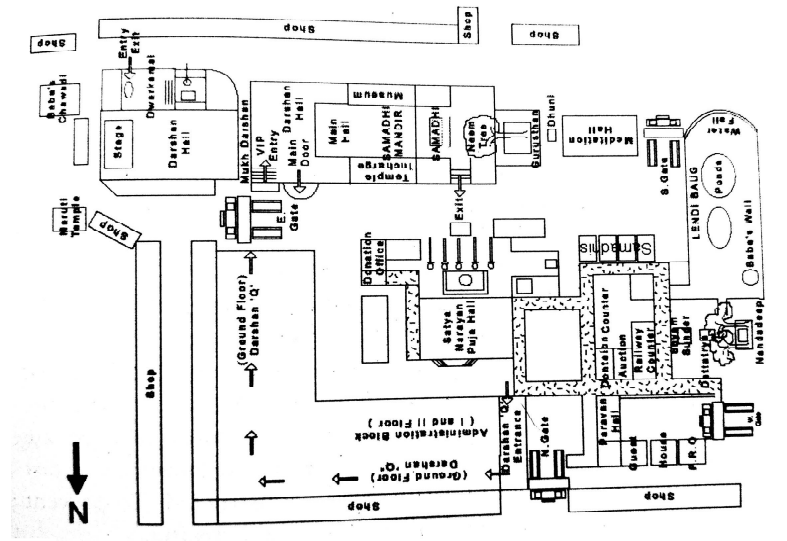 Shop
Shop
Shop
Shop
Entry
Exit
Baba's
Chawadi
Dwarkamai
Stage
Darshan
Hall
Mukh Darshan
VIP
Entry
Main
Door
Darshan
Hall
Main
Hall
Museum
SAMADHI
MANDIR
SAMADHI
Temple
Incharge
Neem
Tree
Gurusthan
Dhuni
Meditation
Hall
S.Gate
Water
Fall
LENDI BAUG
Ponds
Baba's Well
Maruti
Temple
Shop
E.
Gate
Exit
Donation
Office
Samadhis
(Ground Floor)
Darshan 'Q'
Satya
Narayan
Puja Hall
Dontaion Counter
Auction
Railway
Counter
Shyam
Sunder
Dattatrya
Nandadeep
Shop
Administration Block
( I and II Floor)
Darshan 'Q'
Entrance
N.Gate
Parayan
Hall
Guest
House
P.R.O
Gate
(Ground Floor)
Darshan "Q"
Shop
Shop
N